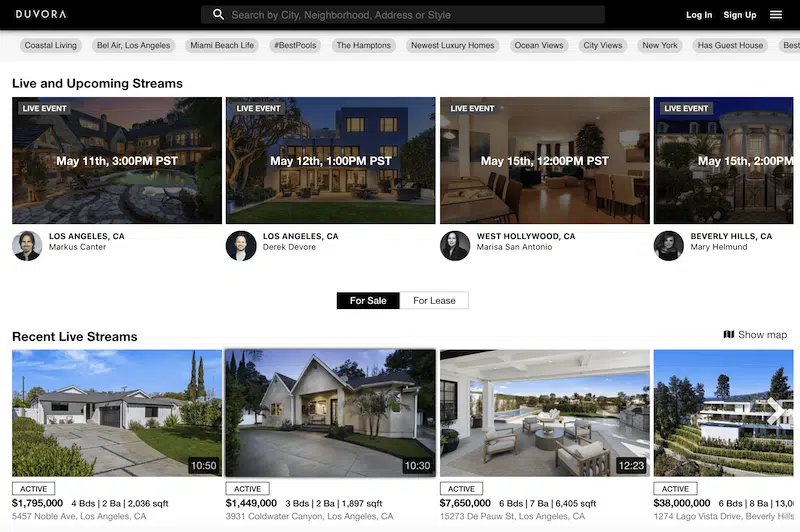 DUVORA
Search by City, Neighborhood, Address or Style
Log In
Sign Up
Coastal Living
Bel Air, Los Angeles
Miami Beach Life
#BestPools
The Hamptons
Newest Luxury Homes
Ocean Views
City Views
New York
Has Guest House
Best
Live and Upcoming Streams
LIVE EVENT
May 11th, 3:00PM PST
LOS ANGELES, CA
Markus Canter
LIVE EVENT
May 12th, 1:00PM PST
LOS ANGELES, CA
Derek Devore
LIVE EVENT
May 15th, 12:00PM PST
WEST HOLLYWOOD, CA
Marisa San Antonio
LIVE EVENT
May 15th, 2:00PM
BEVERLY HILLS, CA
Mary Helmund
For Sale
For Lease
Recent Live Streams
Show map
10:50
ACTIVE
$1,795,000 4 Bds | 2 Ba | 2,036 sqft
5457 Noble Ave, Los Angeles, CA
10:30
ACTIVE
$1,449,000 3 Bds | 2 Ba | 1,897 sqft
3931 Coldwater Canyon, Los Angeles, CA
12:23
ACTIVE
$7,650,000 6 Bds | 7 Ba | 6,405 sqft
15273 De Pauw St, Los Angeles, CA
ACTIVE
$38,000,000 6 Bds | 8 Ba | 13,0
1274 Lago Vista Drive, Beverly Hills